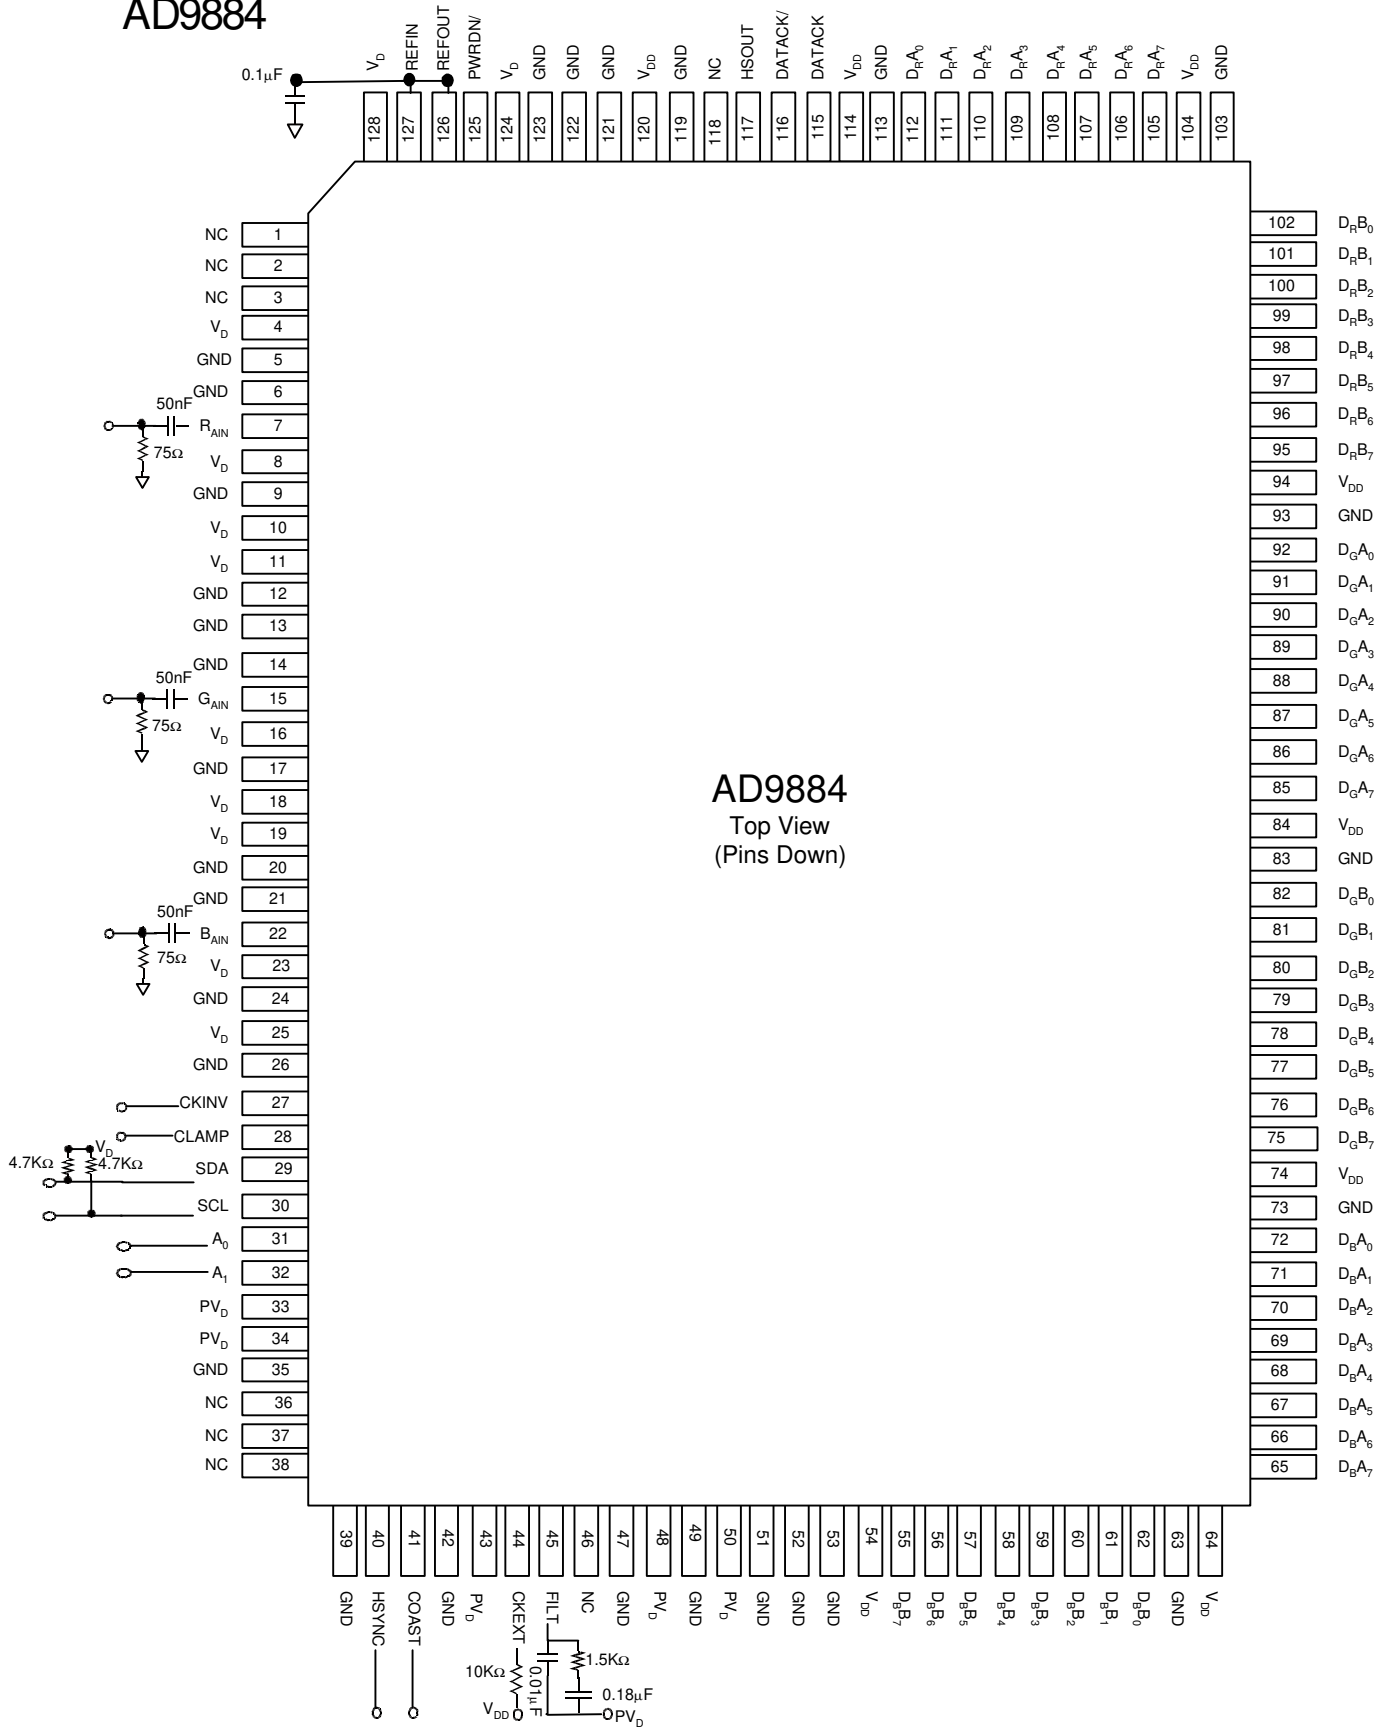 AD9884
0.1µF
V_D
REFIN
REFOUT
PWRDN/
V_D
GND
GND
GND
V_DD
GND
NC
HSOUT
DATACK/
DATACK
V_DD
GND
D_RA_0
D_RA_1
D_RA_2
D_RA_3
D_RA_4
D_RA_5
D_RA_6
D_RA_7
V_DD
GND
128
127
126
125
124
123
122
121
120
119
118
117
116
115
114
113
112
111
110
109
108
107
106
105
104
103
NC 1
NC 2
NC 3
V_D 4
GND 5
GND 6
50nF
R_AIN 7
75Ω
V_D 8
GND 9
V_D 10
V_D 11
GND 12
GND 13
GND 14
50nF
G_AIN 15
75Ω
V_D 16
GND 17
V_D 18
V_D 19
GND 20
GND 21
50nF
B_AIN 22
75Ω
V_D 23
GND 24
V_D 25
GND 26
CKINV 27
CLAMP 28
V_D
4.7KΩ 4.7KΩ
SDA 29
SCL 30
A_0 31
A_1 32
PV_D 33
PV_D 34
GND 35
NC 36
NC 37
NC 38
AD9884
Top View
(Pins Down)
102 D_RB_0
101 D_RB_1
100 D_RB_2
99 D_RB_3
98 D_RB_4
97 D_RB_5
96 D_RB_6
95 D_RB_7
94 V_DD
93 GND
92 D_GA_0
91 D_GA_1
90 D_GA_2
89 D_GA_3
88 D_GA_4
87 D_GA_5
86 D_GA_6
85 D_GA_7
84 V_DD
83 GND
82 D_GB_0
81 D_GB_1
80 D_GB_2
79 D_GB_3
78 D_GB_4
77 D_GB_5
76 D_GB_6
75 D_GB_7
74 V_DD
73 GND
72 D_BA_0
71 D_BA_1
70 D_BA_2
69 D_BA_3
68 D_BA_4
67 D_BA_5
66 D_BA_6
65 D_BA_7
39
40
41
42
43
44
45
46
47
48
49
50
51
52
53
54
55
56
57
58
59
60
61
62
63
64
GND
HSYNC
COAST
GND
PV_D
CKEXT
FILT
NC
GND
PV_D
GND
PV_D
GND
GND
GND
V_DD
D_BB_7
D_BB_6
D_BB_5
D_BB_4
D_BB_3
D_BB_2
D_BB_1
D_BB_0
GND
V_DD
10KΩ
0.01µF
1.5KΩ
0.18µF
V_DD
PV_D